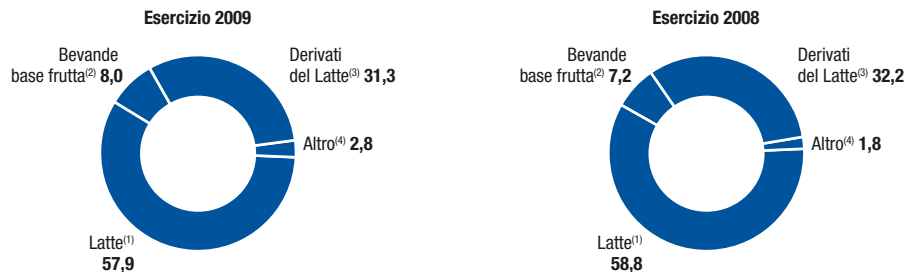 Esercizio 2009
Bevande
base frutta(2) 8,0
Derivati
del Latte(3) 31,3
Altro(4) 2,8
Latte(1)
57,9
Esercizio 2008
Bevande
base frutta(2) 7,2
Derivati
del Latte(3) 32,2
Altro(4) 1,8
Latte(1)
58,8